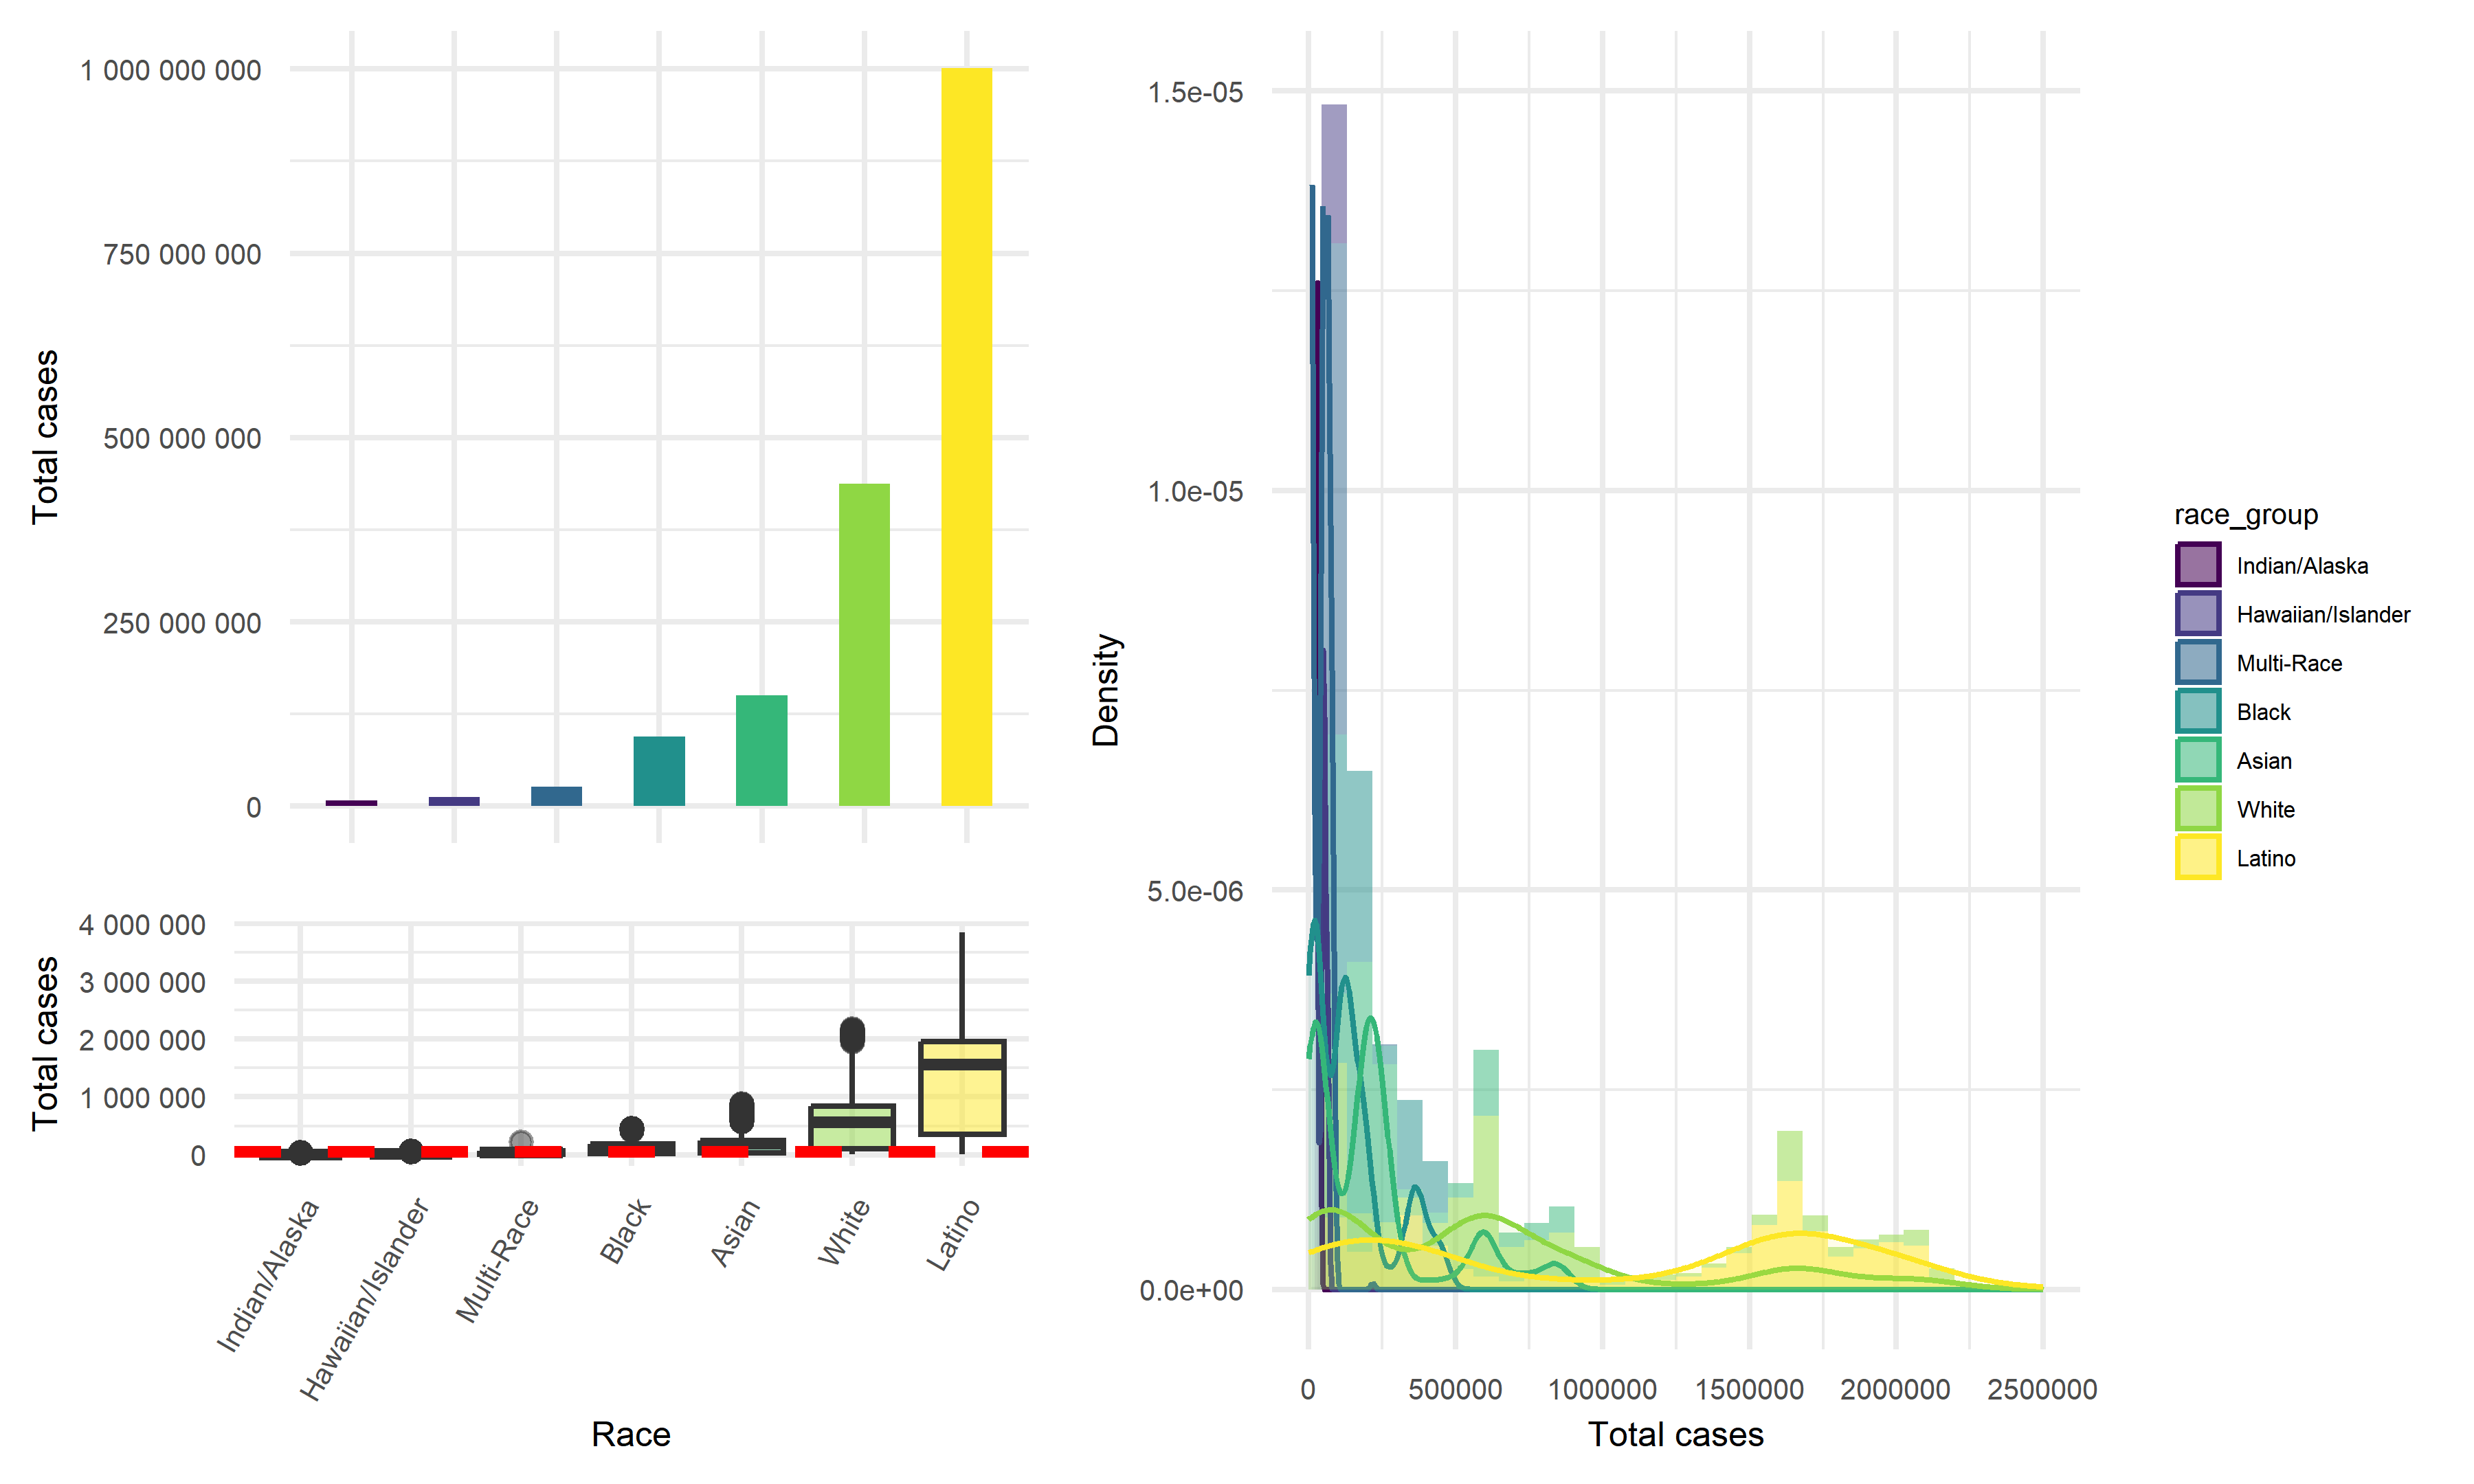 Total cases
1 000 000 000
750 000 000
500 000 000
250 000 000
0
Total cases
4 000 000
3 000 000
2 000 000
1 000 000
0
Indian/Alaska
Hawaiian/Islander
Multi-Race
Black
Asian
White
Latino
Race
Density
1.5e-05
1.0e-05
5.0e-06
0.0e+00
0
500000
1000000
1500000
2000000
2500000
Total cases
race_group
Indian/Alaska
Hawaiian/Islander
Multi-Race
Black
Asian
White
Latino